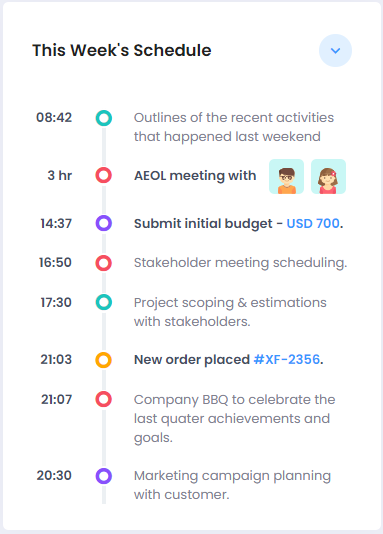 This Week's Schedule
08:42 Outlines of the recent activities
that happened last weekend
3 hr AEOL meeting with
14:37 Submit initial budget - USD 700.
16:50 Stakeholder meeting scheduling.
17:30 Project scoping & estimations
with stakeholders.
21:03 New order placed #XF-2356.
21:07 Company BBQ to celebrate the
last quater achievements and
goals.
20:30 Marketing campaign planning
with customer.